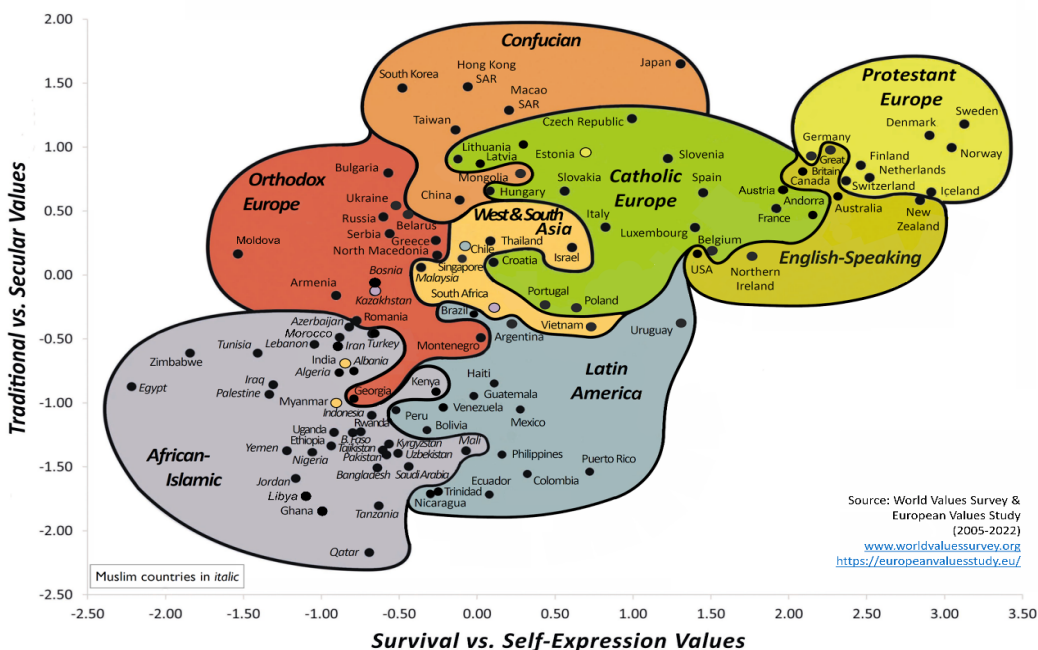 Traditional vs. Secular Values
2.00
1.50
1.00
0.50
0.00
-0.50
-1.00
-1.50
-2.00
-2.50
Confucian
Japan
Hong Kong
SAR
South Korea
Macao
SAR
Taiwan
Mongolia
China
Protestant
Europe
Sweden
Denmark
Norway
Germany
Finland
Netherlands
Switzerland
Iceland
Catholic
Europe
Czech Republic
Lithuania
Latvia
Estonia
Slovenia
Hungary
Slovakia
Spain
Austria
Andorra
France
Italy
Luxembourg
Belgium
Croatia
Portugal
Poland
English-Speaking
Great
Britain
Canada
Australia
New
Zealand
USA
Northern
Ireland
Orthodox
Europe
Bulgaria
Ukraine
Russia
Belarus
Serbia
Greece
North Macedonia
Moldova
Bosnia
Armenia
Kazakhstan
Romania
Montenegro
Georgia
West & South
Asia
Thailand
Chile
Israel
Singapore
Malaysia
South Africa
Vietnam
Latin
America
Brazil
Argentina
Uruguay
Haiti
Guatemala
Peru
Venezuela
Mexico
Bolivia
Philippines
Puerto Rico
Ecuador
Colombia
Trinidad
Nicaragua
African-
Islamic
Azerbaijan
Morocco
Lebanon
Iran
Turkey
Tunisia
Zimbabwe
India
Albania
Algeria
Egypt
Iraq
Palestine
Kenya
Myanmar
Indonesia
Rwanda
Uganda
B. Faso
Ethiopia
Tajikistan
Kyrgyzstan
Mali
Yemen
Nigeria
Pakistan
Uzbekistan
Bangladesh
Saudi Arabia
Jordan
Libya
Ghana
Tanzania
Qatar
Muslim countries in italic
Source: World Values Survey &
European Values Study
(2005-2022)
www.worldvaluessurvey.org
https://europeanvaluesstudy.eu/
-2.50 -2.00 -1.50 -1.00 -0.50 0.00 0.50 1.00 1.50 2.00 2.50 3.00 3.50
Survival vs. Self-Expression Values